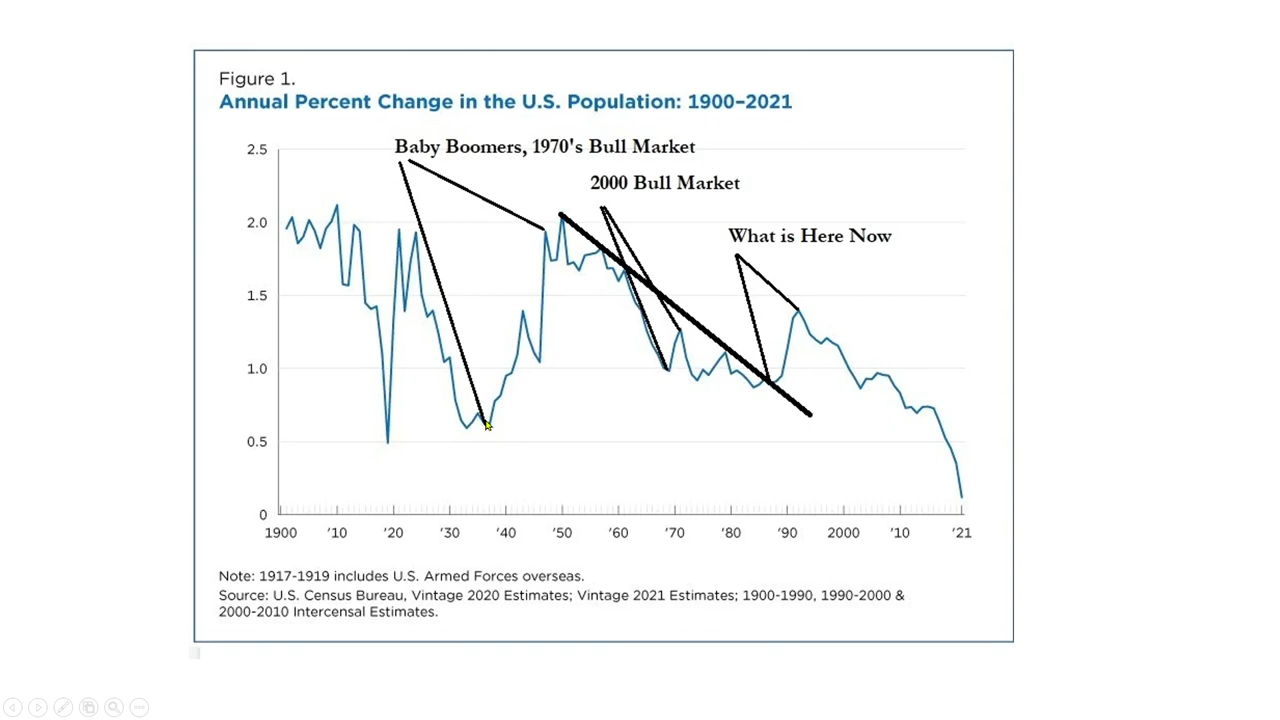 Figure 1.
Annual Percent Change in the U.S. Population: 1900–2021
Baby Boomers, 1970's Bull Market
2000 Bull Market
What is Here Now
2.5
2.0
1.5
1.0
0.5
0
1900 '10 '20 '30 '40 '50 '60 '70 '80 '90 2000 '10 '21
Note: 1917-1919 includes U.S. Armed Forces overseas.
Source: U.S. Census Bureau, Vintage 2020 Estimates; Vintage 2021 Estimates; 1900-1990, 1990-2000 &
2000-2010 Intercensal Estimates.